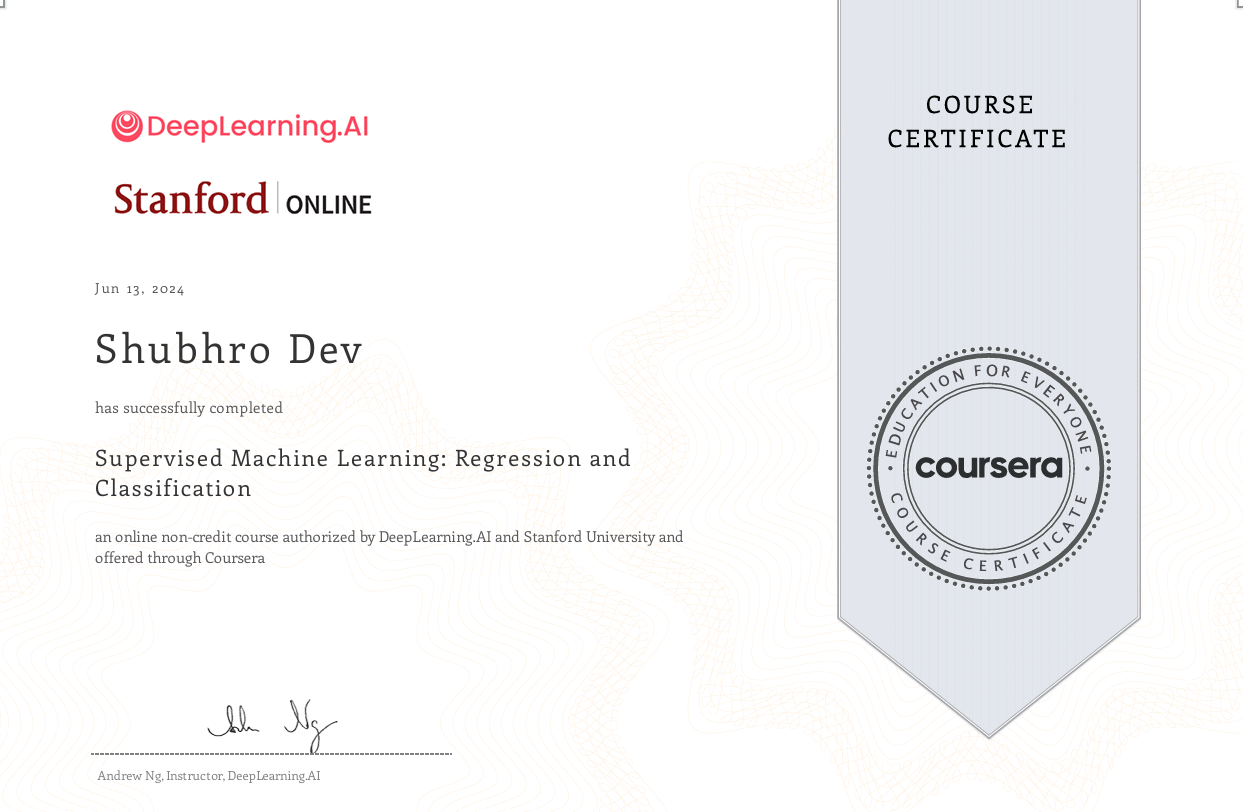 DeepLearning.AI
Stanford | ONLINE
COURSE
CERTIFICATE
Jun 13, 2024
Shubhro Dev
has successfully completed
Supervised Machine Learning: Regression and
Classification
an online non-credit course authorized by DeepLearning.AI and Stanford University and
offered through Coursera
EDUCATION FOR EVERYONE
coursera
COURSE CERTIFICATE
Andrew Ng, Instructor, DeepLearning.AI